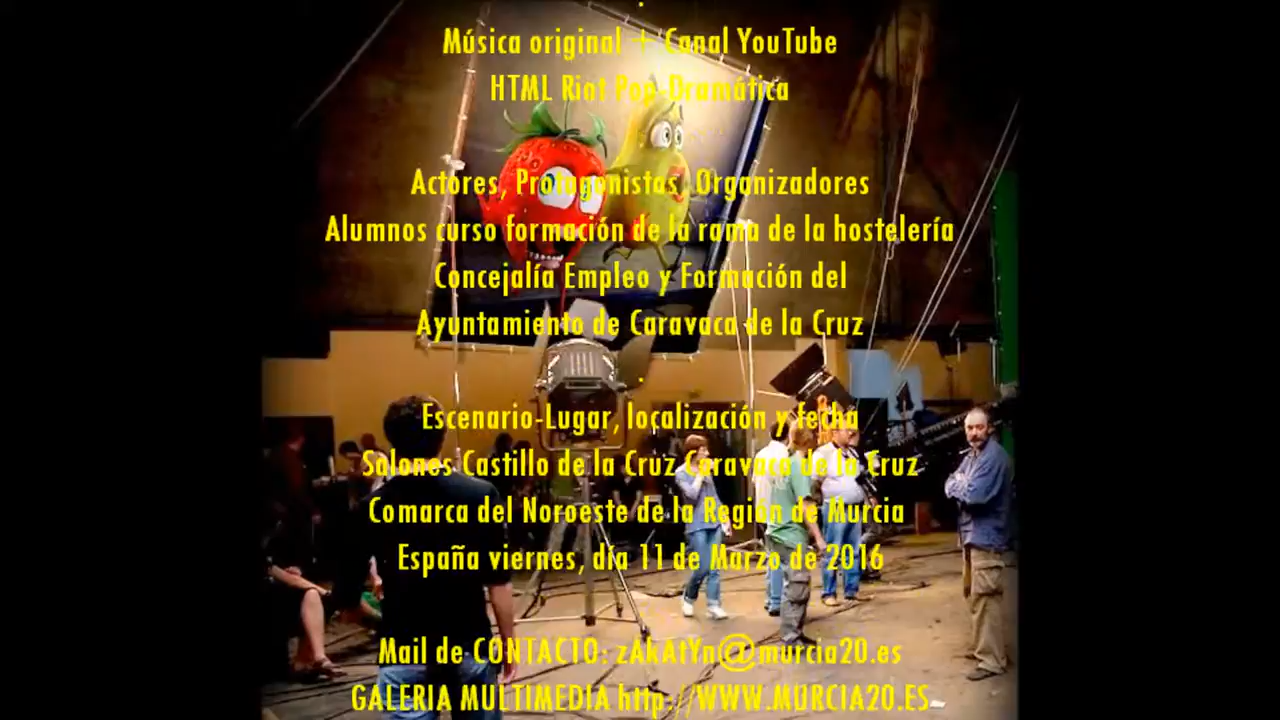 .
Música original + Canal YouTube
HTML Riot Pop-Dramática
Actores, Protagonistas, Organizadores
Alumnos curso formación de la rama de la hostelería
Concejalía Empleo y Formación del
Ayuntamiento de Caravaca de la Cruz
.
Escenario-Lugar, localización y fecha
Salones Castillo de la Cruz Caravaca de la Cruz
Comarca del Noroeste de la Región de Murcia
España viernes, día 11 de Marzo de 2016
Mail de CONTACTO: zAkAtYn@murcia20.es
GALERIA MULTIMEDIA http://WWW.MURCIA20.ES